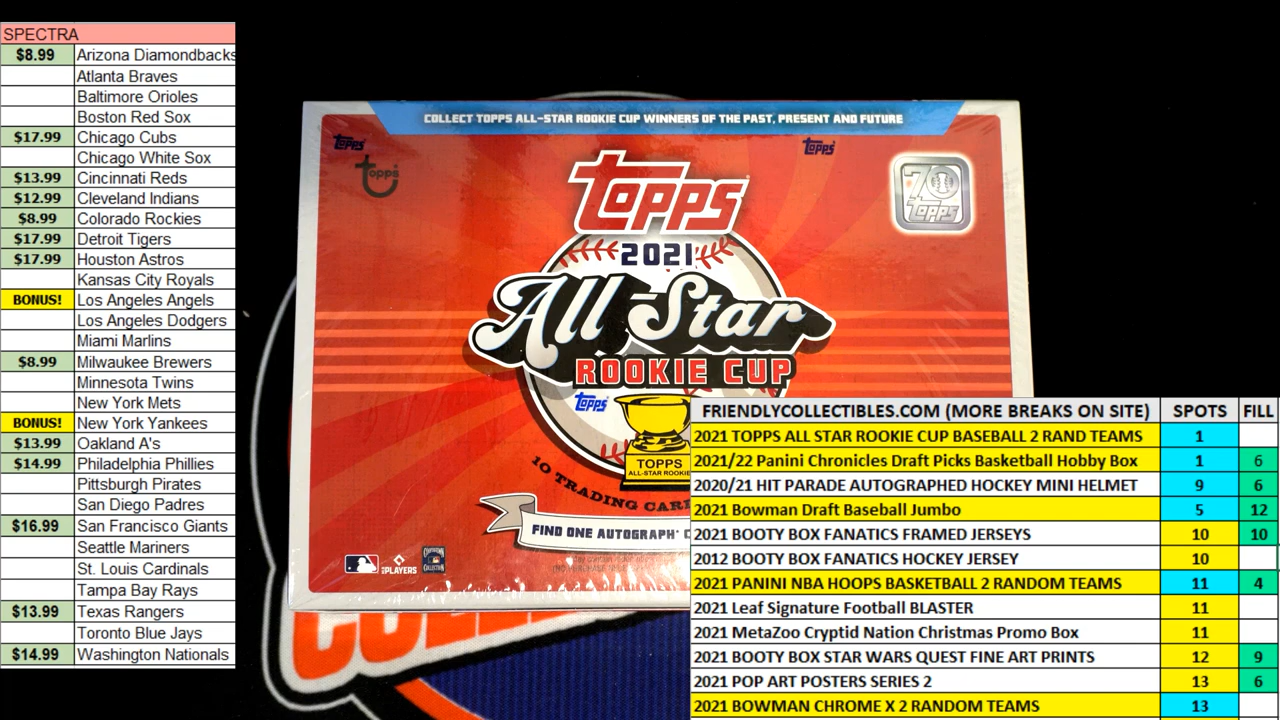 SPECTRA
$8.99 Arizona Diamondbacks
Atlanta Braves
Baltimore Orioles
Boston Red Sox
$17.99 Chicago Cubs
Chicago White Sox
$13.99 Cincinnati Reds
$12.99 Cleveland Indians
$8.99 Colorado Rockies
$17.99 Detroit Tigers
$17.99 Houston Astros
Kansas City Royals
BONUS! Los Angeles Angels
Los Angeles Dodgers
Miami Marlins
$8.99 Milwaukee Brewers
Minnesota Twins
New York Mets
BONUS! New York Yankees
$13.99 Oakland A's
$14.99 Philadelphia Phillies
Pittsburgh Pirates
San Diego Padres
$16.99 San Francisco Giants
Seattle Mariners
St. Louis Cardinals
Tampa Bay Rays
$13.99 Texas Rangers
Toronto Blue Jays
$14.99 Washington Nationals
COLLECT TOPPS ALL-STAR ROOKIE CUP WINNERS OF THE PAST, PRESENT AND FUTURE
Topps
Topps
topps
70
Topps
Topps
2021
All-Star
ROOKIE CUP
Topps
TOPPS
ALL-STAR ROOKIE
10 TRADING CAR
FIND ONE AUTOGRAPH
PLAYERS
COLLE
FRIENDLYCOLLECTIBLES.COM (MORE BREAKS ON SITE) SPOTS FILL
2021 TOPPS ALL STAR ROOKIE CUP BASEBALL 2 RAND TEAMS 1
2021/22 Panini Chronicles Draft Picks Basketball Hobby Box 1 6
2020/21 HIT PARADE AUTOGRAPHED HOCKEY MINI HELMET 9 6
2021 Bowman Draft Baseball Jumbo 5 12
2021 BOOTY BOX FANATICS FRAMED JERSEYS 10 10
2012 BOOTY BOX FANATICS HOCKEY JERSEY 10
2021 PANINI NBA HOOPS BASKETBALL 2 RANDOM TEAMS 11 4
2021 Leaf Signature Football BLASTER 11
2021 MetaZoo Cryptid Nation Christmas Promo Box 11
2021 BOOTY BOX STAR WARS QUEST FINE ART PRINTS 12 9
2021 POP ART POSTERS SERIES 2 13 6
2021 BOWMAN CHROME X 2 RANDOM TEAMS 13